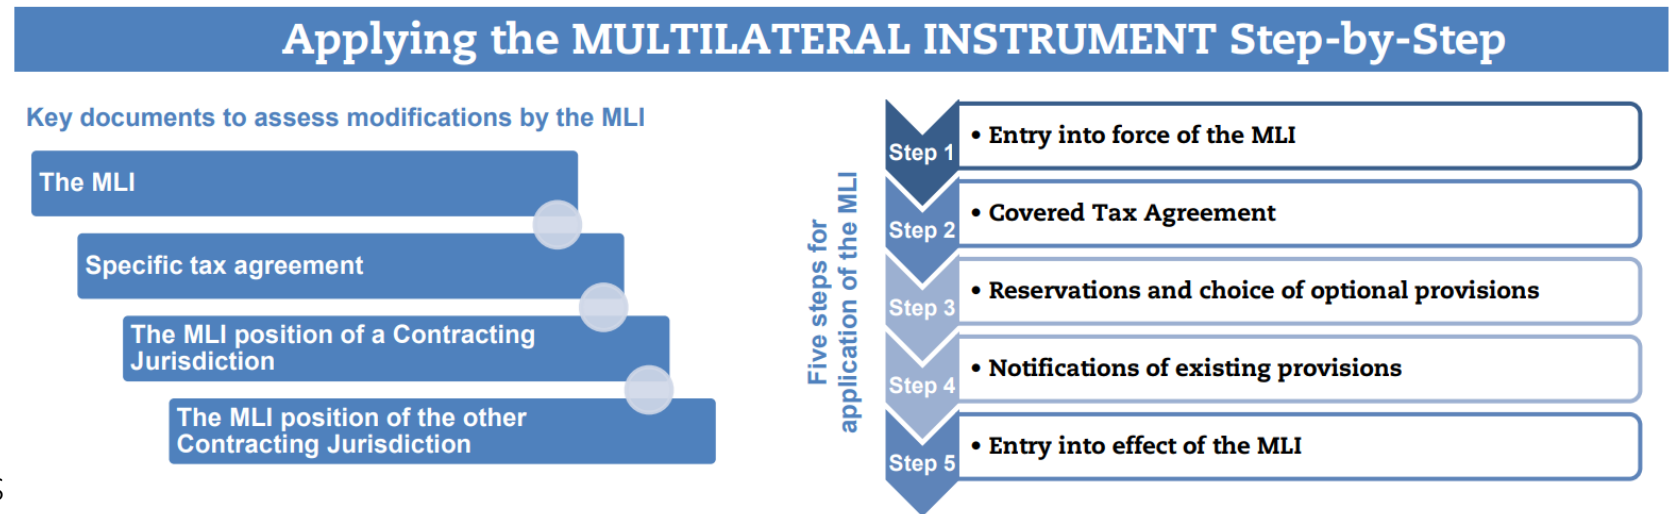 Applying the MULTILATERAL INSTRUMENT Step-by-Step
Key documents to assess modifications by the MLI
The MLI
Specific tax agreement
The MLI position of a Contracting
Jurisdiction
The MLI position of the other
Contracting Jurisdiction
Five steps for
application of the MLI
Step 1
• Entry into force of the MLI
Step 2
• Covered Tax Agreement
Step 3
• Reservations and choice of optional provisions
Step 4
• Notifications of existing provisions
Step 5
• Entry into effect of the MLI